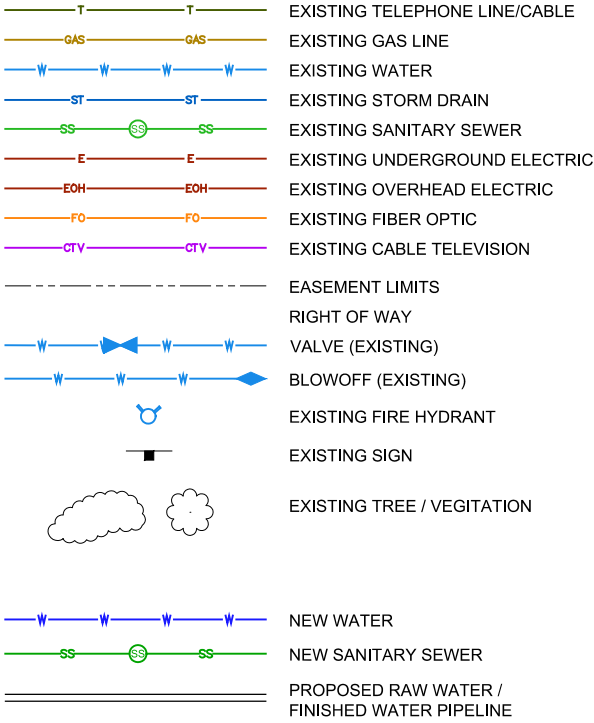 T T EXISTING TELEPHONE LINE/CABLE
GAS GAS EXISTING GAS LINE
W W W W EXISTING WATER
ST ST EXISTING STORM DRAIN
SS SS SS EXISTING SANITARY SEWER
E E EXISTING UNDERGROUND ELECTRIC
EOH EOH EXISTING OVERHEAD ELECTRIC
FO FO EXISTING FIBER OPTIC
CTV CTV EXISTING CABLE TELEVISION
EASEMENT LIMITS
RIGHT OF WAY
W W W W VALVE (EXISTING)
W W W BLOWOFF (EXISTING)
EXISTING FIRE HYDRANT
EXISTING SIGN
EXISTING TREE / VEGITATION
W W W W NEW WATER
SS SS SS NEW SANITARY SEWER
PROPOSED RAW WATER /
FINISHED WATER PIPELINE